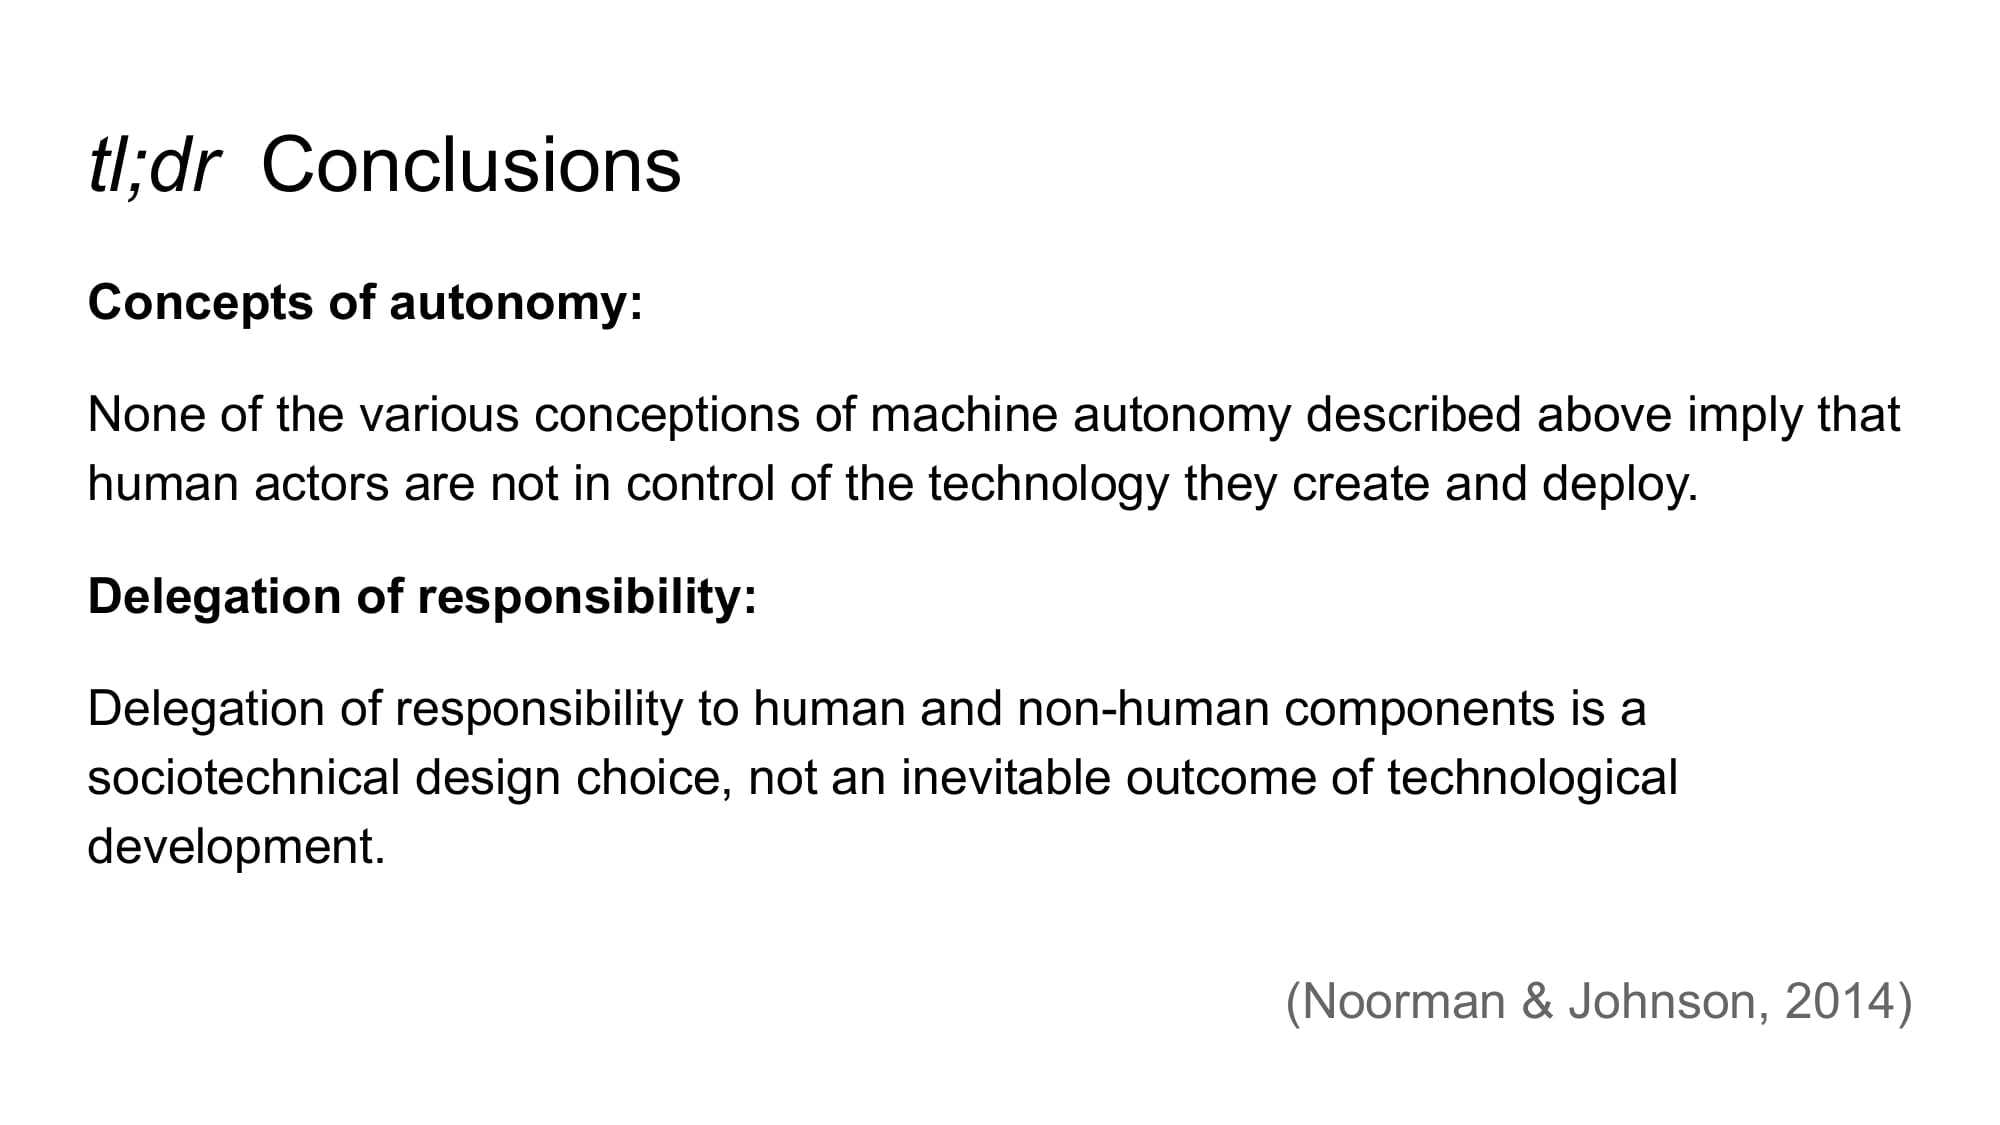 tl;dr Conclusions
Concepts of autonomy:
None of the various conceptions of machine autonomy described above imply that
human actors are not in control of the technology they create and deploy.
Delegation of responsibility:
Delegation of responsibility to human and non-human components is a
sociotechnical design choice, not an inevitable outcome of technological
development.
(Noorman & Johnson, 2014)